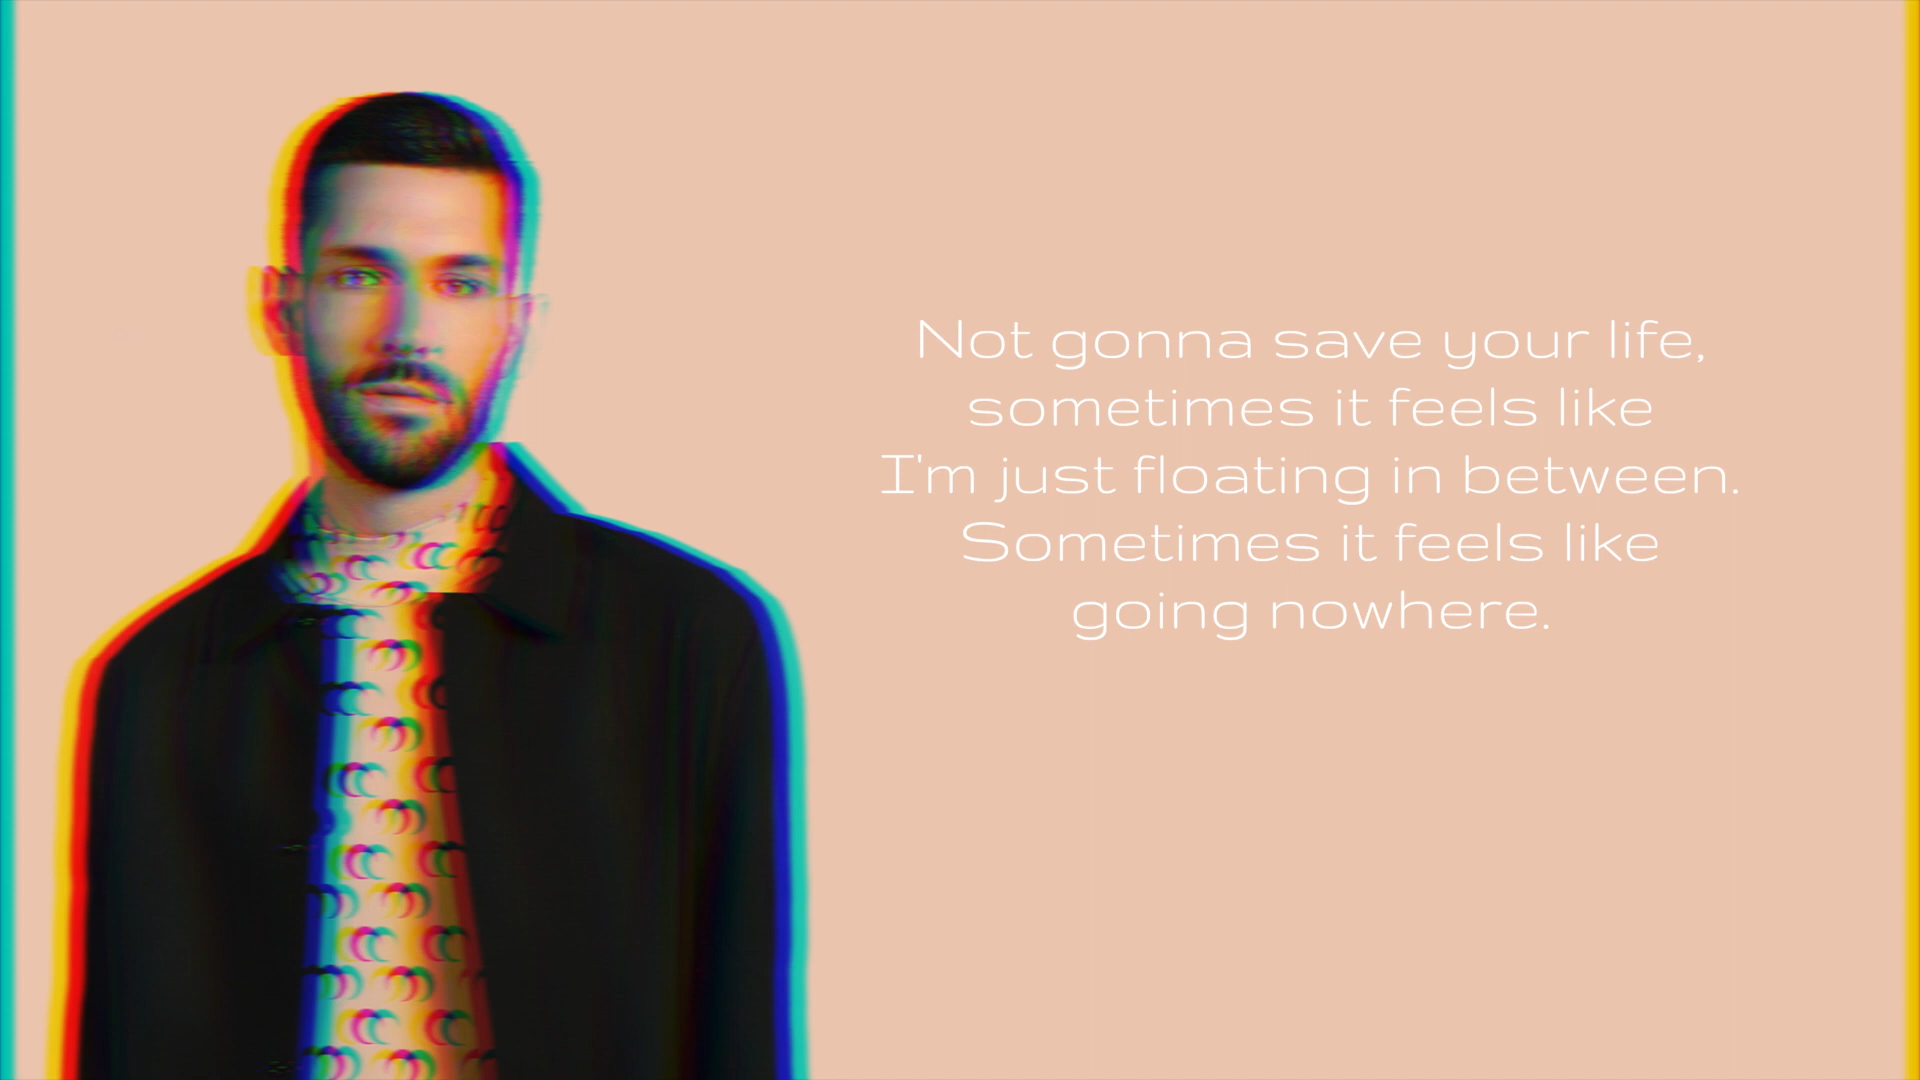 Not gonna save your life,
sometimes it feels like
I'm just floating in between.
Sometimes it feels like
going nowhere.